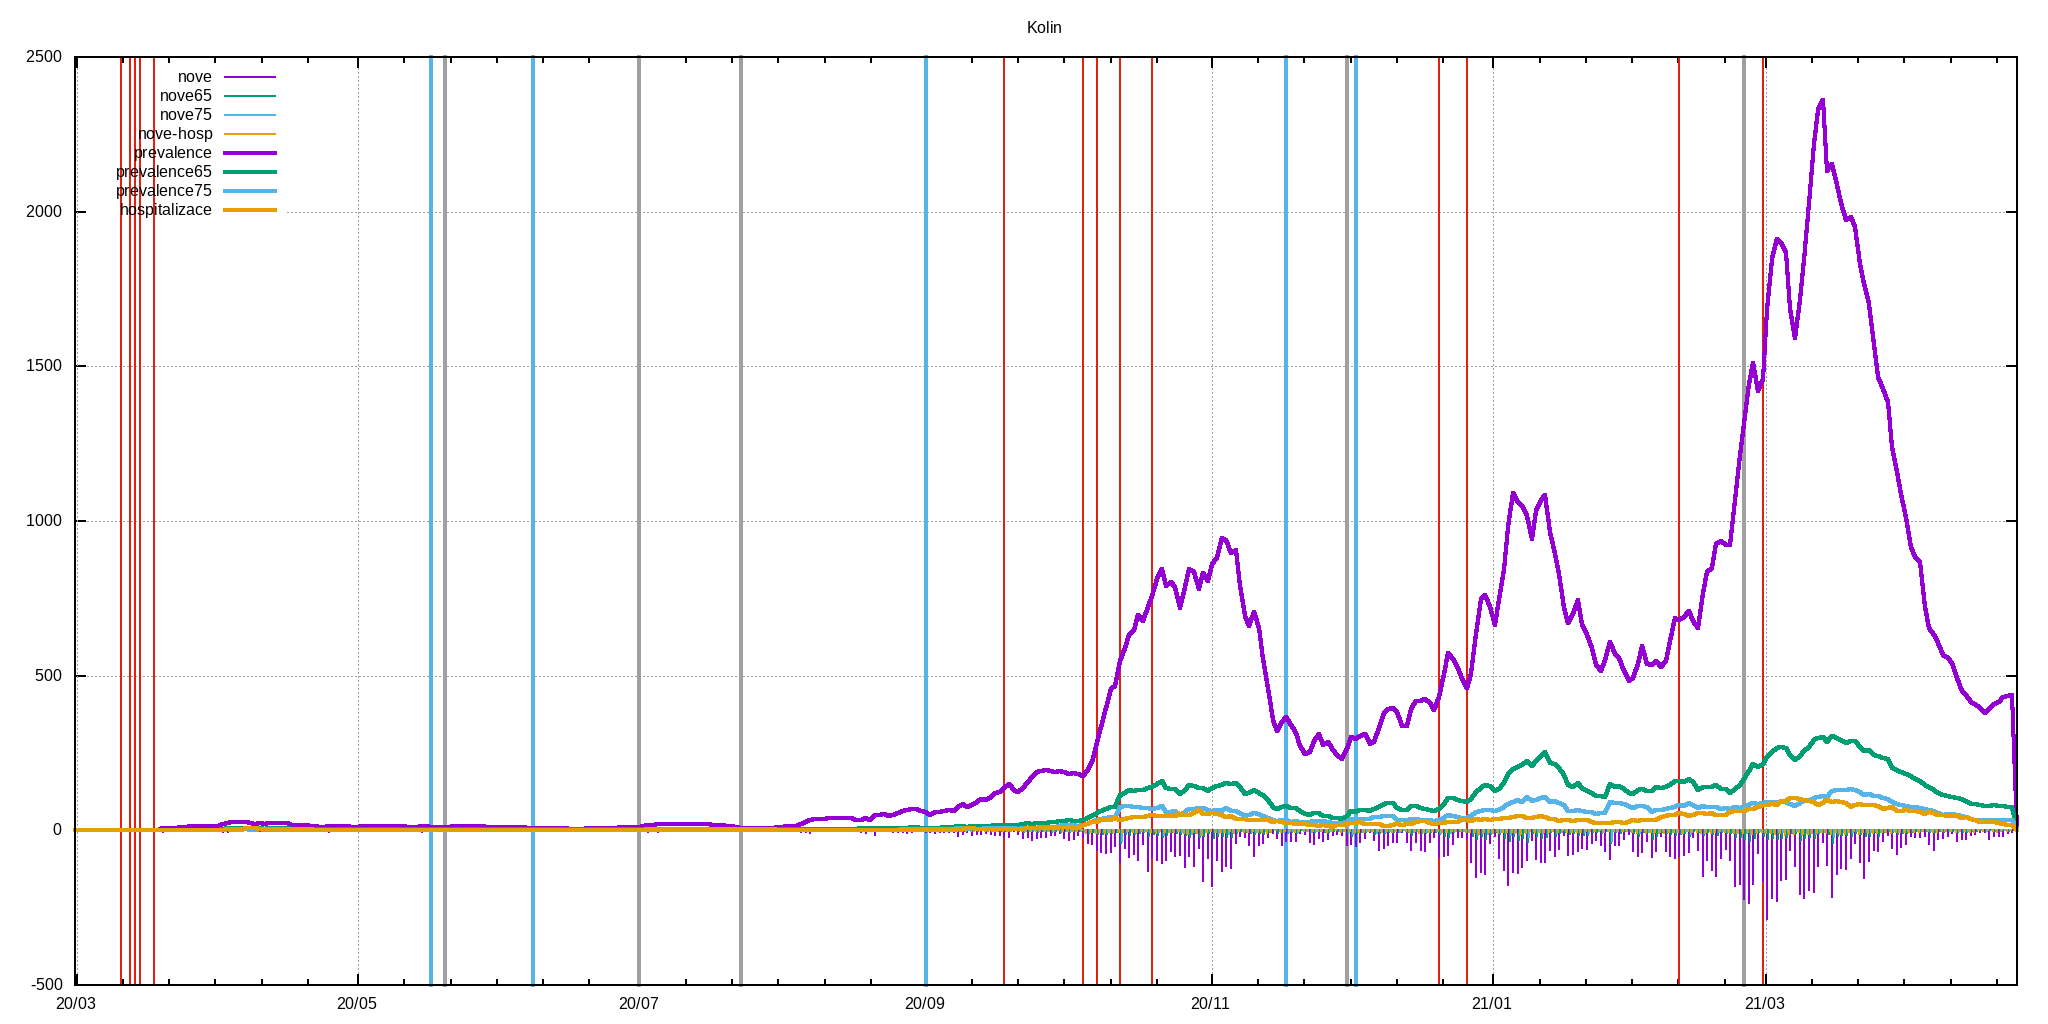 Kolin
2500
2000
1500
1000
500
0
-500
nove
nove65
nove75
nove-hosp
prevalence
prevalence65
prevalence75
hospitalizace
20/03 20/05 20/07 20/09 20/11 21/01 21/03